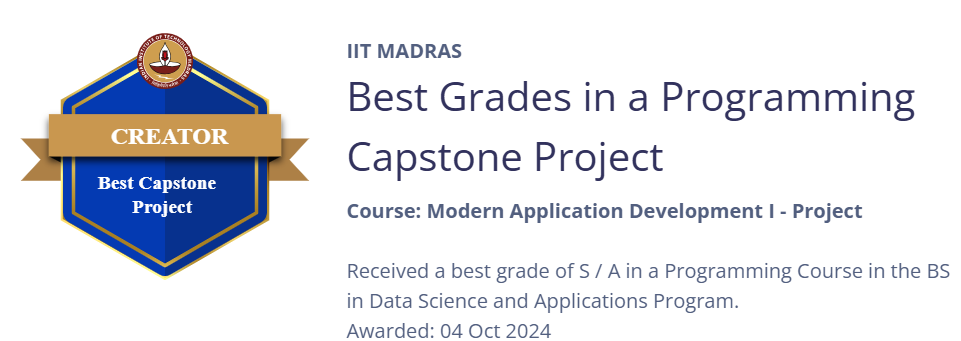 IIT MADRAS
Best Grades in a Programming
Capstone Project
Course: Modern Application Development I - Project
Received a best grade of S / A in a Programming Course in the BS
in Data Science and Applications Program.
Awarded: 04 Oct 2024
CREATOR
Best Capstone
Project